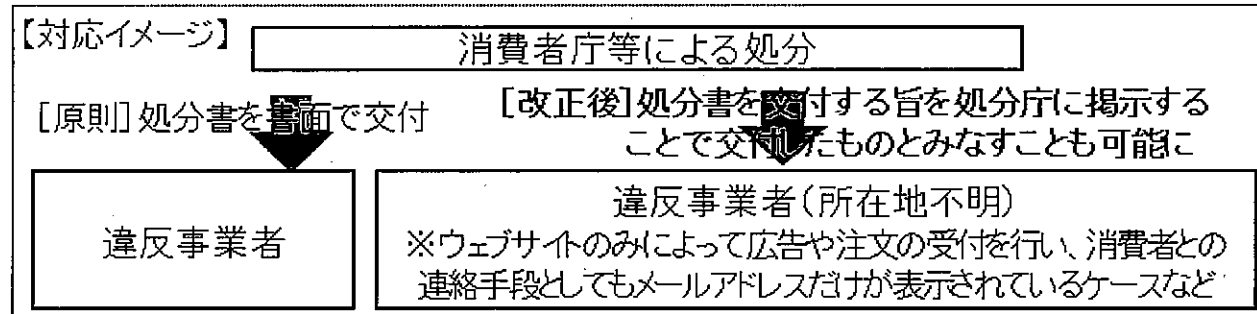 【対応イメージ】
消費者庁等による処分
［原則］処分書を書面で交付
［改正後］処分書を交付する旨を処分庁に掲示する
ことで交付したものとみなすことも可能に
違反事業者
違反事業者（所在地不明）
※ウェブサイトのみによって広告や注文の受付を行い、消費者との
連絡手段としてもメールアドレスだけが表示されているケースなど